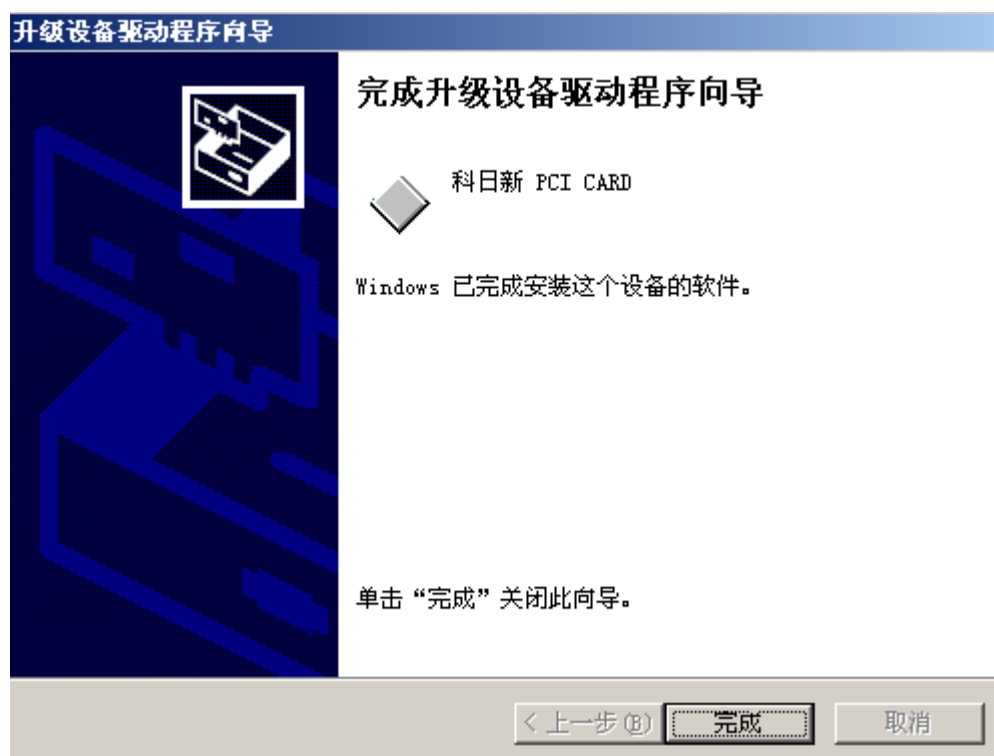 升级设备驱动程序向导
完成升级设备驱动程序向导
科日新 PCI CARD
Windows 已完成安装这个设备的软件。
单击“完成”关闭此向导。
< 上一步(B)
完成
取消